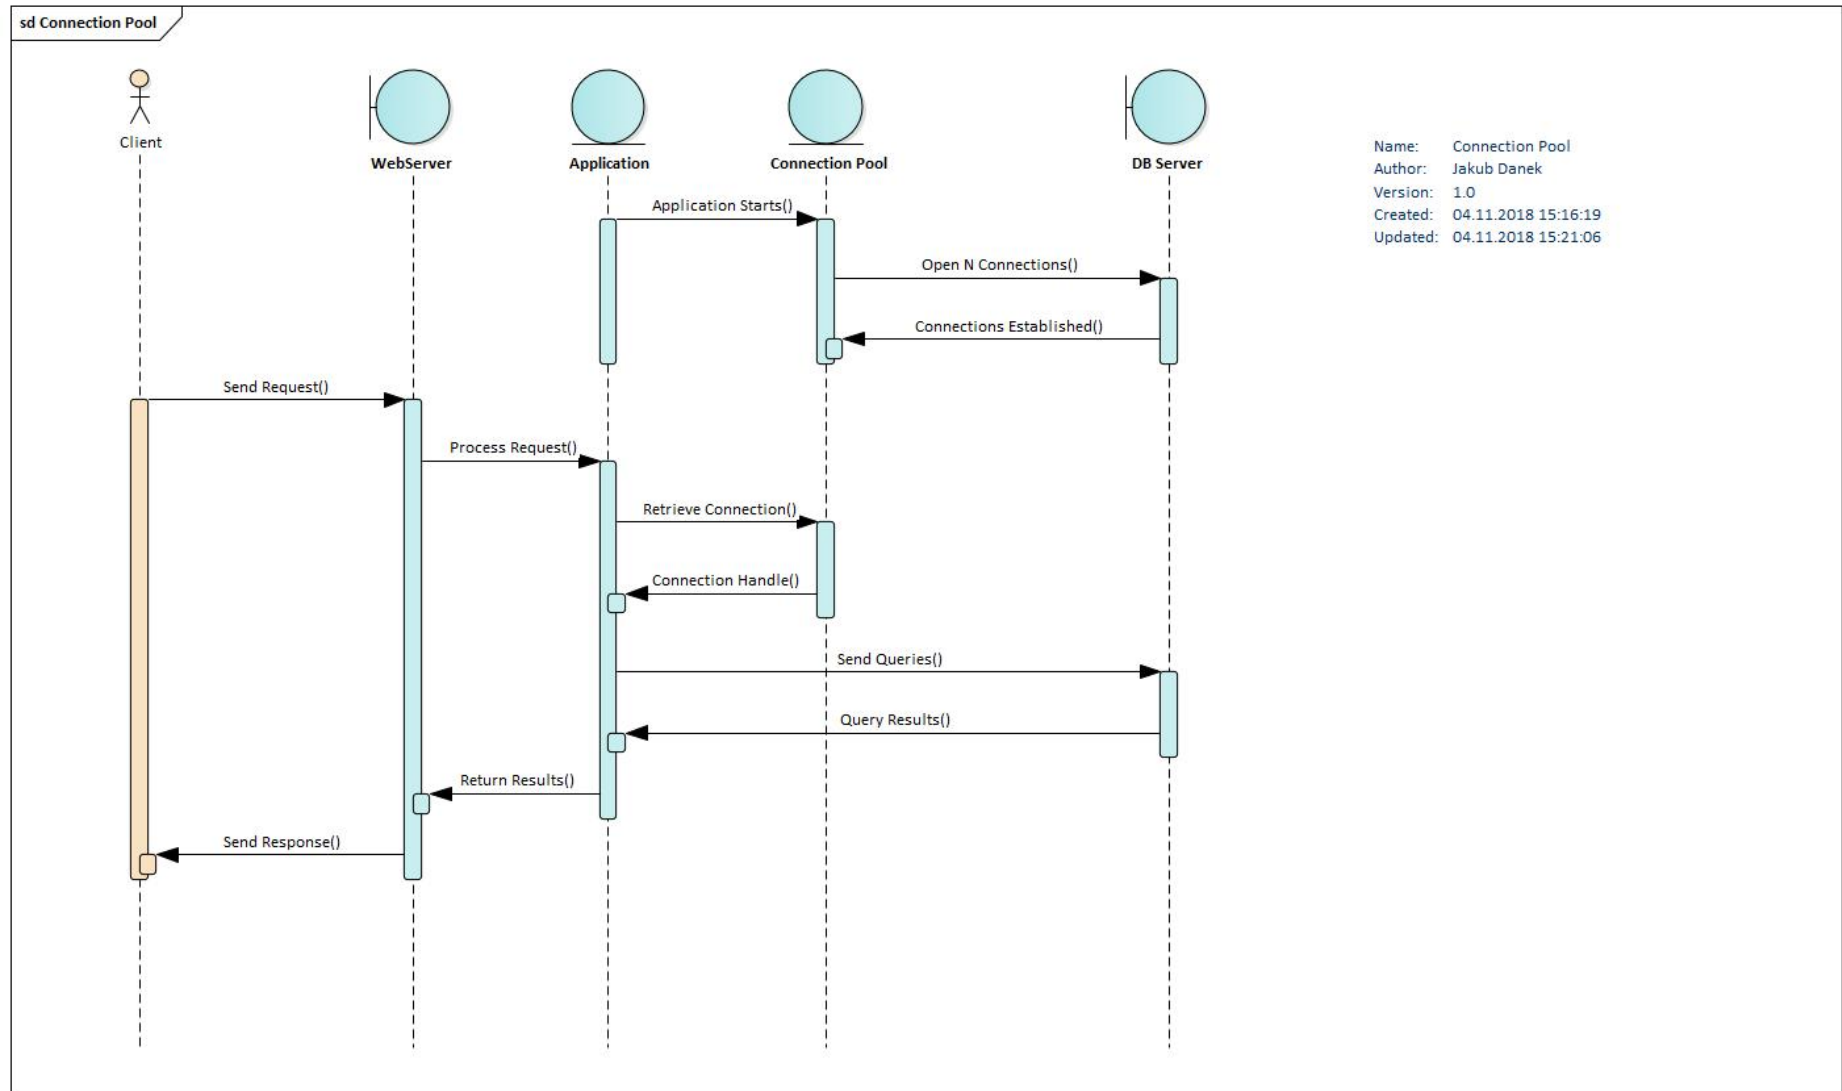 sd Connection Pool
Client
WebServer
Application
Connection Pool
DB Server
Name: Connection Pool
Author: Jakub Danek
Version: 1.0
Created: 04.11.2018 15:16:19
Updated: 04.11.2018 15:21:06
Application Starts()
Open N Connections()
Connections Established()
Send Request()
Process Request()
Retrieve Connection()
Connection Handle()
Send Queries()
Query Results()
Return Results()
Send Response()